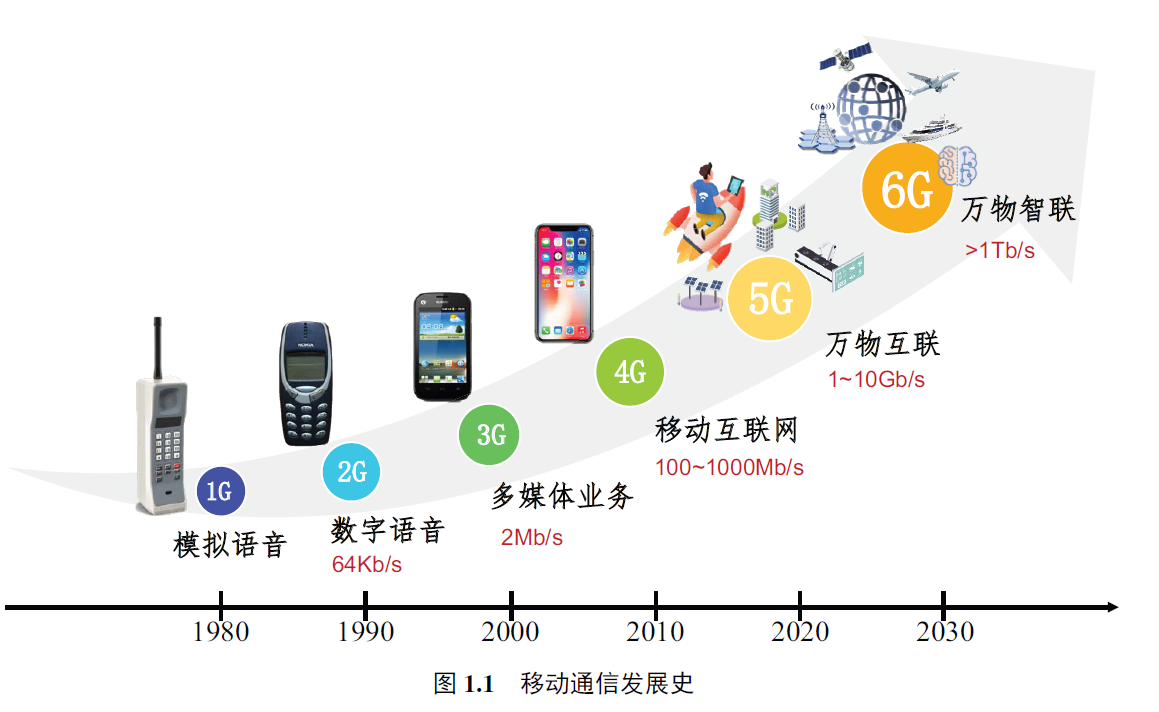 6G
万物智联
>1Tb/s
5G
万物互联
1~10Gb/s
4G
移动互联网
100~1000Mb/s
3G
多媒体业务
2Mb/s
NOKIA
2G
数字语音
64Kb/s
1G
模拟语音
1980 1990 2000 2010 2020 2030
图 1.1 移动通信发展史